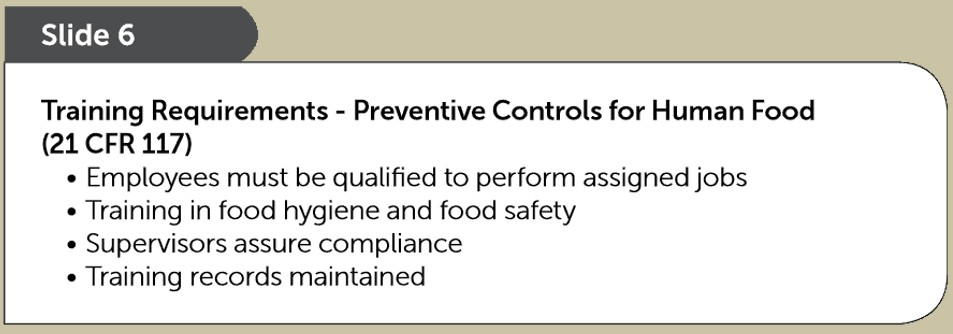 Slide 6
Training Requirements - Preventive Controls for Human Food
(21 CFR 117)
• Employees must be qualified to perform assigned jobs
• Training in food hygiene and food safety
• Supervisors assure compliance
• Training records maintained